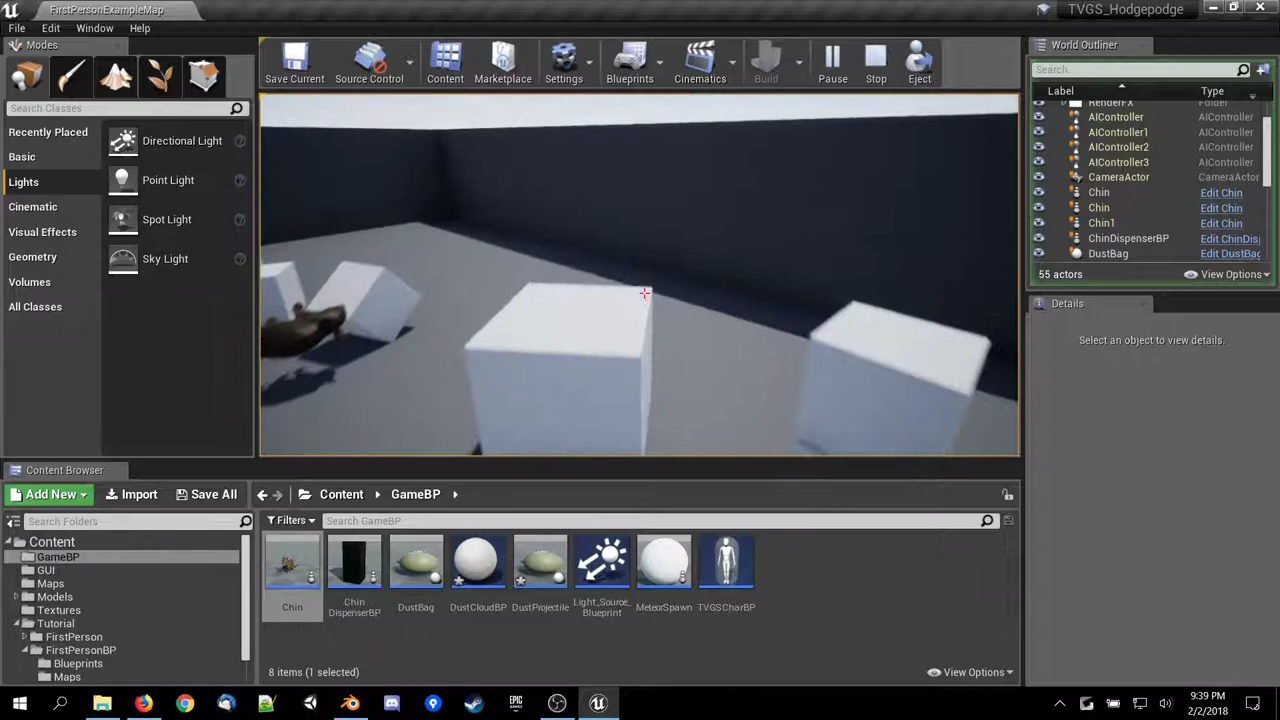 FirstPersonExampleMap
TVGS_Hodgepodge
File Edit Window Help
Modes
Search Classes
Recently Placed
Basic
Lights
Cinematic
Visual Effects
Geometry
Volumes
All Classes
Directional Light
Point Light
Spot Light
Sky Light
Save Current
Source Control
Content
Marketplace
Settings
Blueprints
Cinematics
Build
Pause
Stop
Eject
World Outliner
Search.
Label Type
RenderFX Folder
AIController AIController
AIController1 AIController
AIController2 AIController
AIController3 AIController
CameraActor CameraActor
Chin Edit Chin
Chin Edit Chin
Chin1 Edit Chin
ChinDispenserBP Edit ChinDis
DustBag Edit DustBag
55 actors View Options
Details
Select an object to view details.
Content Browser
Add New Import Save All Content GameBP
Search Folders
Filters Search GameBP
Content
GameBP
GUI
Maps
Models
Textures
Tutorial
FirstPerson
FirstPersonBP
Blueprints
Maps
Chin
Chin
DispenserBP
DustBag
DustCloudBP
DustProjectile
Light_Source_
Blueprint
MeteorSpawn
TVGSCharBP
8 items (1 selected) View Options
EPIC
GAMES
9:39 PM
2/2/2018